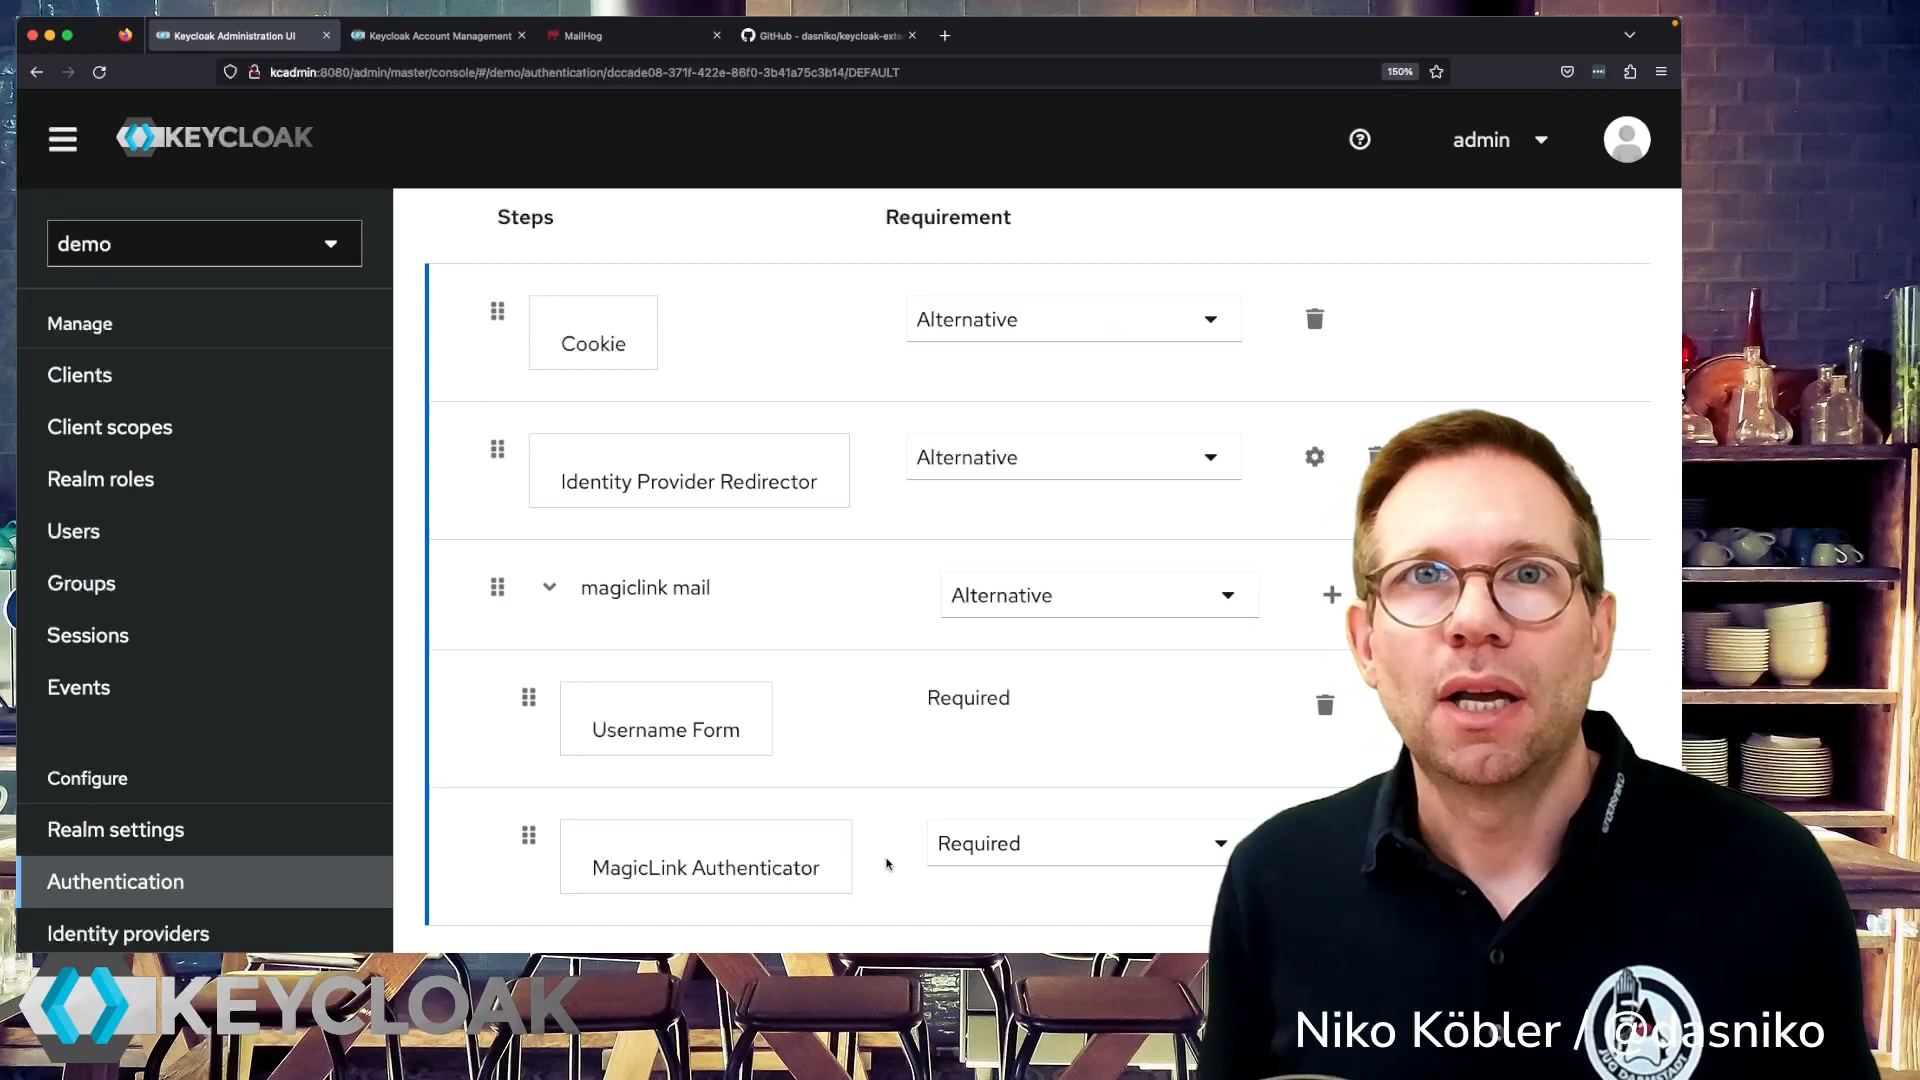 Keycloak Administration UI
Keycloak Account Management
MailHog
GitHub - dasniko/keycloak-exte
kcadmin:8080/admin/master/console/#/demo/authentication/dccade08-371f-422e-86f0-3b41a75c3b14/DEFAULT
150%
KEYCLOAK
admin
demo
Manage
Clients
Client scopes
Realm roles
Users
Groups
Sessions
Events
Configure
Realm settings
Authentication
Identity providers
Steps
Requirement
Cookie
Alternative
Identity Provider Redirector
Alternative
magiclink mail
Alternative
Username Form
Required
MagicLink Authenticator
Required
KEYCLOAK
Niko Köbler / @dasniko
JUG DARMSTADT